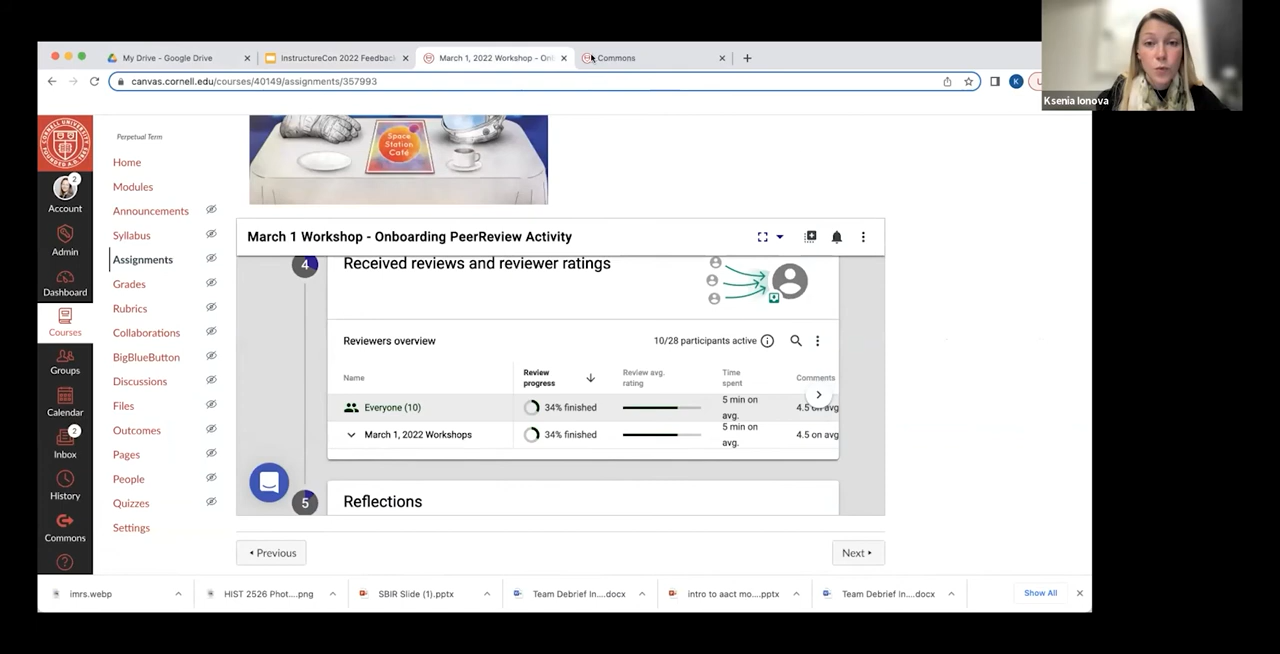 My Drive - Google Drive
InstructureCon 2022 Feedback
March 1, 2022 Workshop - Onl
Commons
canvas.cornell.edu/courses/40149/assignments/357993
K
Ksenia Ionova
Perpetual Term
Home
Modules
Announcements
Syllabus
Assignments
Grades
Rubrics
Collaborations
BigBlueButton
Discussions
Files
Outcomes
Pages
People
Quizzes
Settings
2
Account
Admin
Dashboard
Courses
Groups
Calendar
2
Inbox
History
Commons
Space
Station
Café
March 1 Workshop - Onboarding PeerReview Activity
4
Received reviews and reviewer ratings
Reviewers overview
10/28 participants active
Name
Review progress
Review avg. rating
Time spent
Comments
Everyone (10)
34% finished
5 min on avg.
4.5 on avg
March 1, 2022 Workshops
34% finished
5 min on avg.
4.5 on avg
5
Reflections
Previous
Next
imrs.webp
HIST 2526 Phot....png
SBIR Slide (1).pptx
Team Debrief In....docx
intro to aact mo....pptx
Team Debrief in....docx
Show All